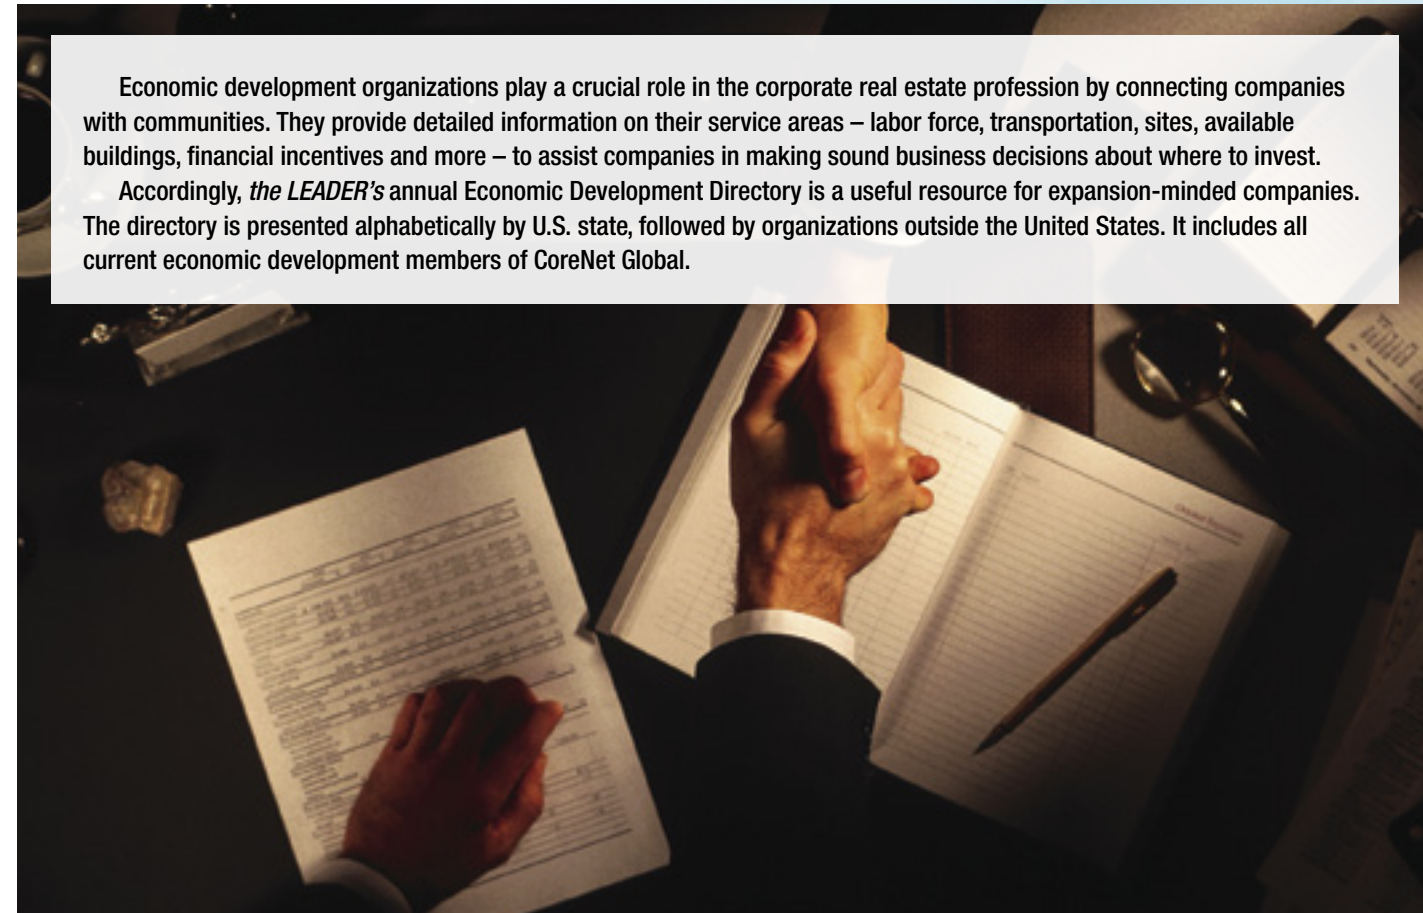 Economic development organizations play a crucial role in the corporate real estate profession by connecting companies
with communities. They provide detailed information on their service areas – labor force, transportation, sites, available
buildings, financial incentives and more – to assist companies in making sound business decisions about where to invest.
Accordingly, the LEADER’s annual Economic Development Directory is a useful resource for expansion-minded companies.
The directory is presented alphabetically by U.S. state, followed by organizations outside the United States. It includes all
current economic development members of CoreNet Global.